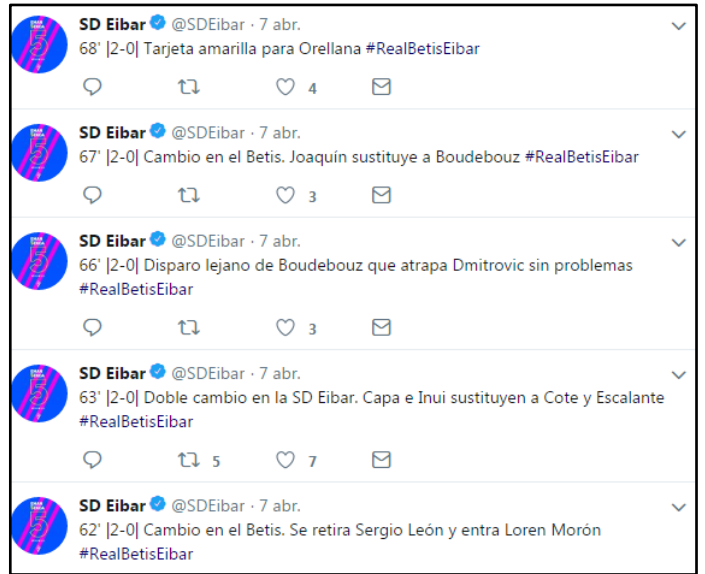 SD Eibar @SDEibar · 7 abr.
68' |2-0| Tarjeta amarilla para Orellana #RealBetisEibar
4
SD Eibar @SDEibar · 7 abr.
67' |2-0| Cambio en el Betis. Joaquín sustituye a Boudebouz #RealBetisEibar
3
SD Eibar @SDEibar · 7 abr.
66' |2-0| Disparo lejano de Boudebouz que atrapa Dmitrovic sin problemas
#RealBetisEibar
3
SD Eibar @SDEibar · 7 abr.
63' |2-0| Doble cambio en la SD Eibar. Capa e Inui sustituyen a Cote y Escalante
#RealBetisEibar
5 7
SD Eibar @SDEibar · 7 abr.
62' |2-0| Cambio en el Betis. Se retira Sergio León y entra Loren Morón
#RealBetisEibar